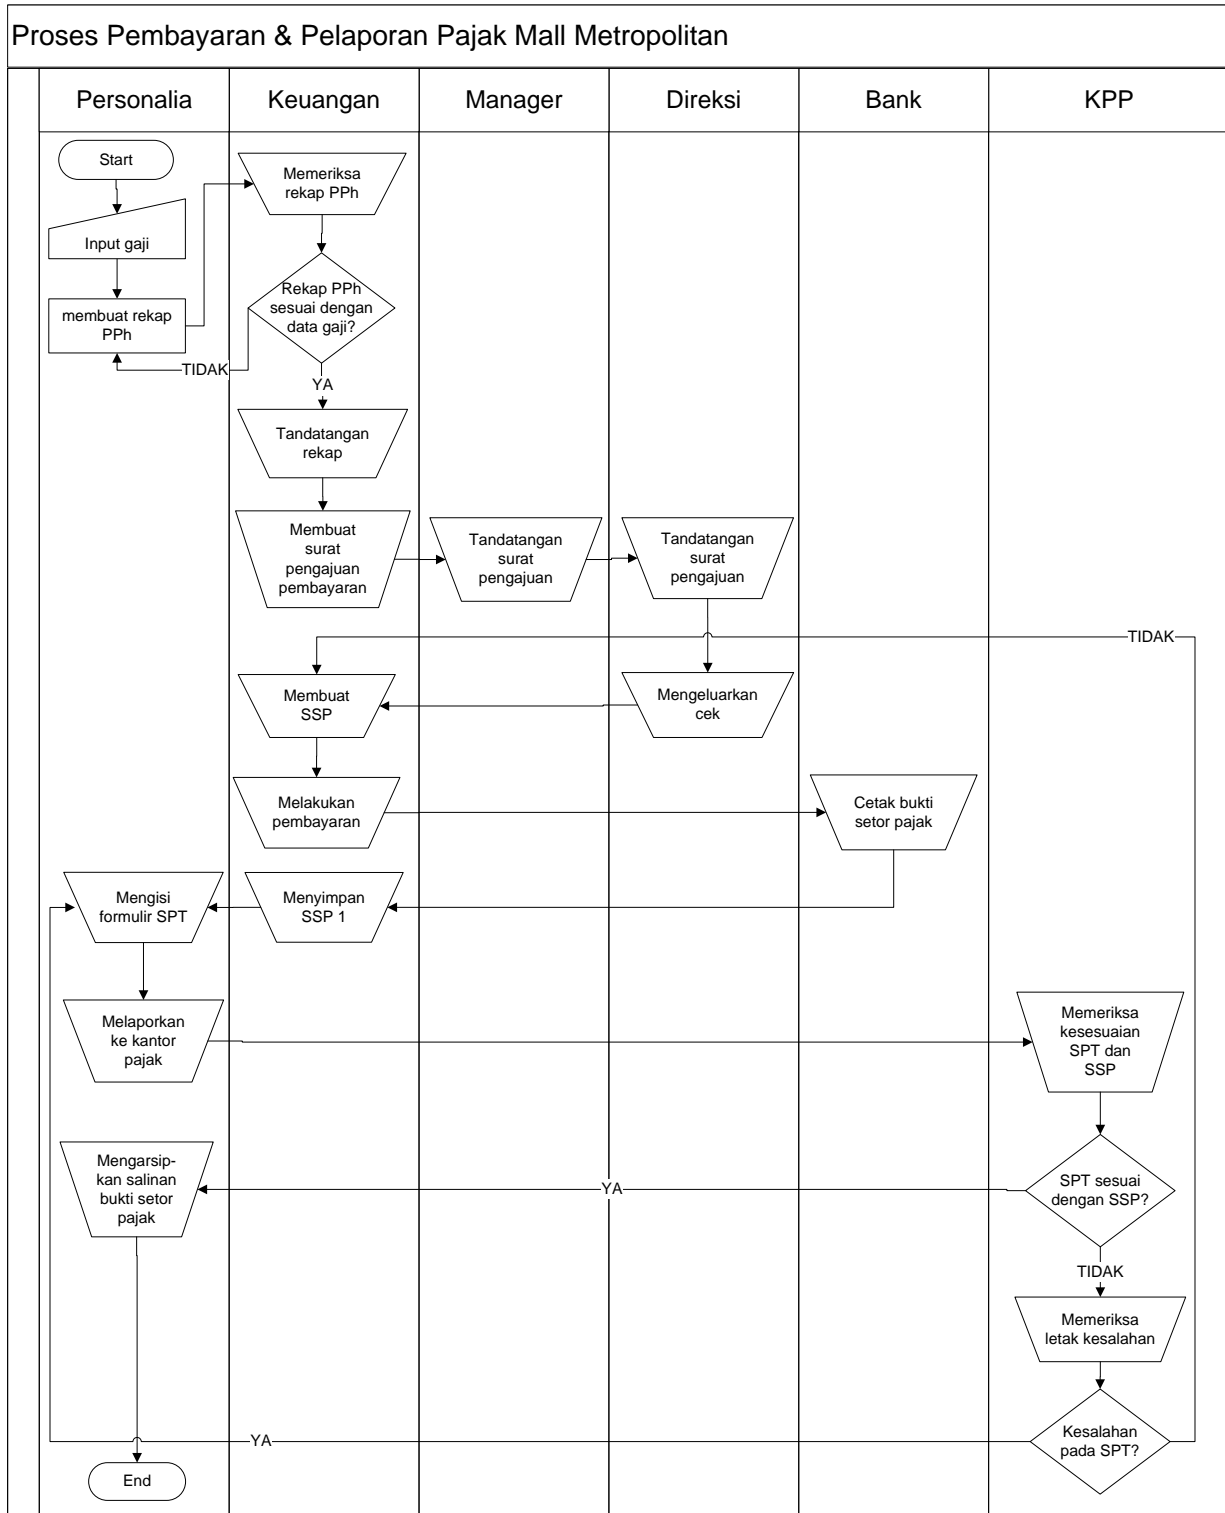 Proses Pembayaran & Pelaporan Pajak Mall Metropolitan
Personalia
Keuangan
Manager
Direksi
Bank
KPP
Start
Memeriksa
rekap PPh
Input gaji
Rekap PPh
sesuai dengan
data gaji?
membuat rekap
PPh
TIDAK
YA
Tandatangan
rekap
Membuat
surat
pengajuan
pembayaran
Tandatangan
surat
pengajuan
Tandatangan
surat
pengajuan
TIDAK
Membuat
SSP
Mengeluarkan
cek
Melakukan
pembayaran
Cetak bukti
setor pajak
Mengisi
formulir SPT
Menyimpan
SSP 1
Melaporkan
ke kantor
pajak
Memeriksa
kesesuaian
SPT dan
SSP
Mengarsip-
kan salinan
bukti setor
pajak
YA
SPT sesuai
dengan SSP?
TIDAK
Memeriksa
letak kesalahan
YA
Kesalahan
pada SPT?
End